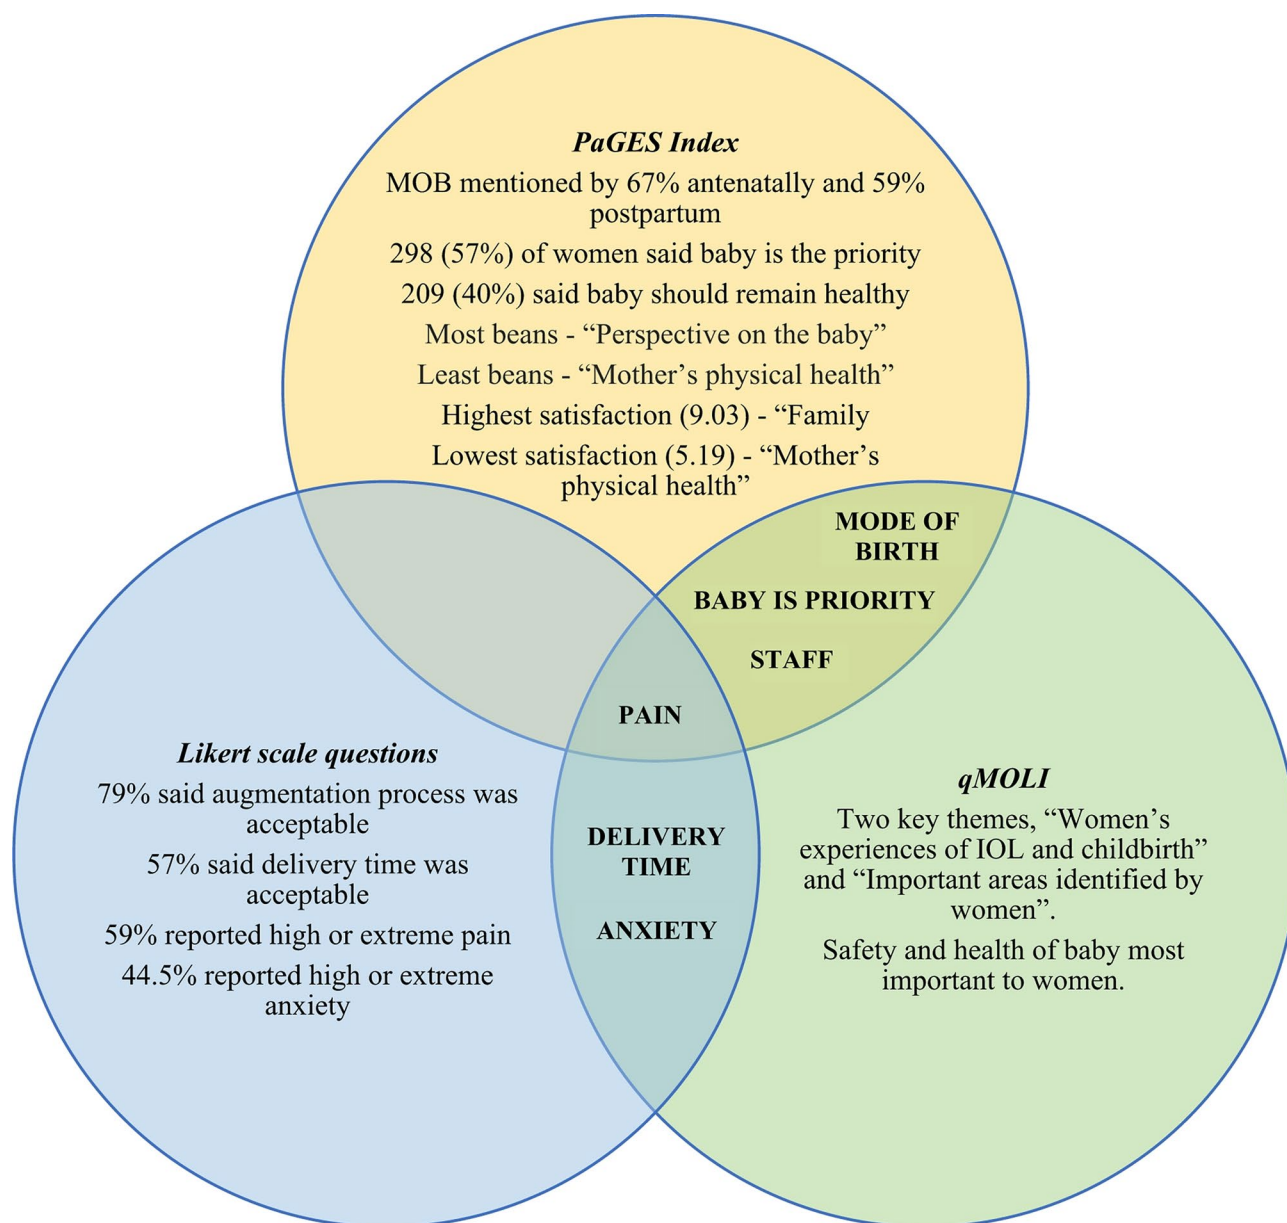 PaGES Index
MOB mentioned by 67% antenatally and 59%
postpartum
298 (57%) of women said baby is the priority
209 (40%) said baby should remain healthy
Most beans - “Perspective on the baby”
Least beans - “Mother’s physical health”
Highest satisfaction (9.03) - “Family
Lowest satisfaction (5.19) - “Mother’s
physical health”
MODE OF
BIRTH
BABY IS PRIORITY
STAFF
PAIN
Likert scale questions
79% said augmentation process was
acceptable
57% said delivery time was
acceptable
59% reported high or extreme pain
44.5% reported high or extreme
anxiety
DELIVERY
TIME
ANXIETY
qMOLI
Two key themes, “Women’s
experiences of IOL and childbirth”
and “Important areas identified by
women”.
Safety and health of baby most
important to women.